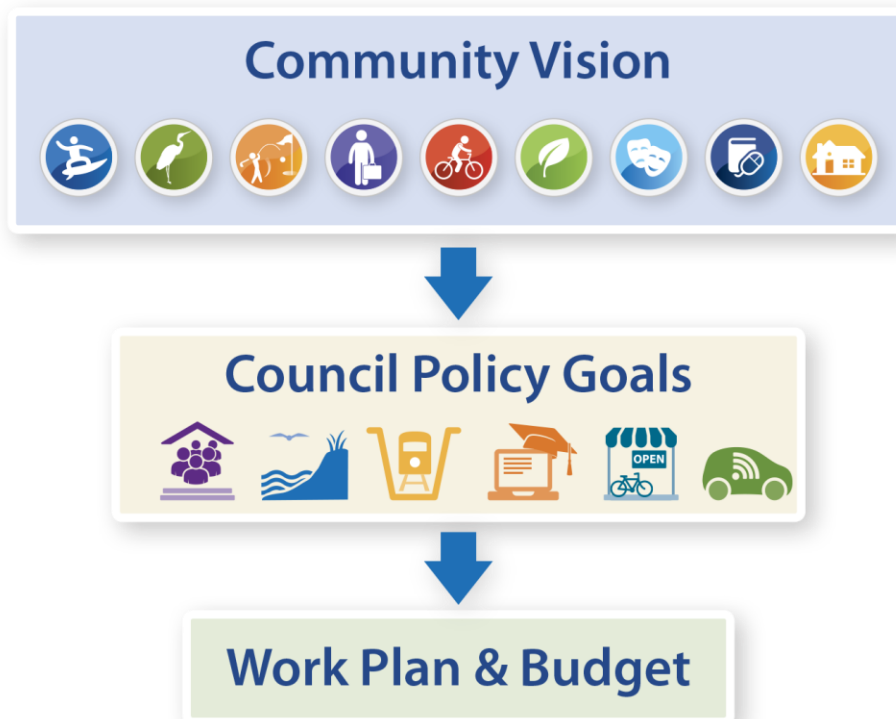 Community Vision
Council Policy Goals
OPEN
Work Plan & Budget